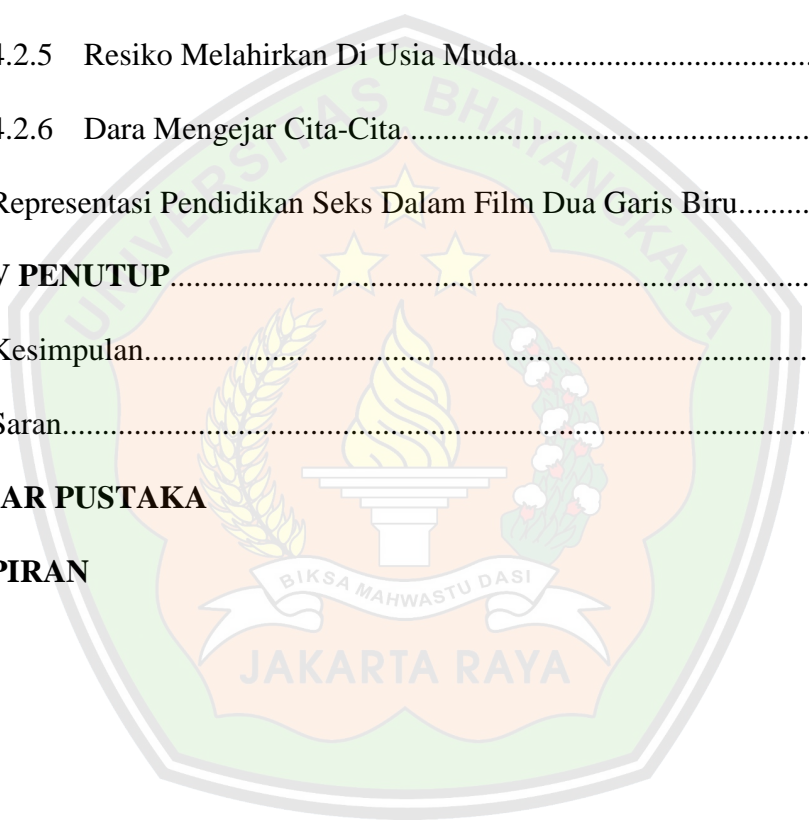 4.2.5 Resiko Melahirkan Di Usia Muda
4.2.6 Dara Mengejar Cita-Cita
Representasi Pendidikan Seks Dalam Film Dua Garis Biru
V PENUTUP
Kesimpulan
Saran
AR PUSTAKA
PIRAN
UNIVERSITAS BHAYANGKARA
BIKSA MAHWASTU DASI
JAKARTA RAYA